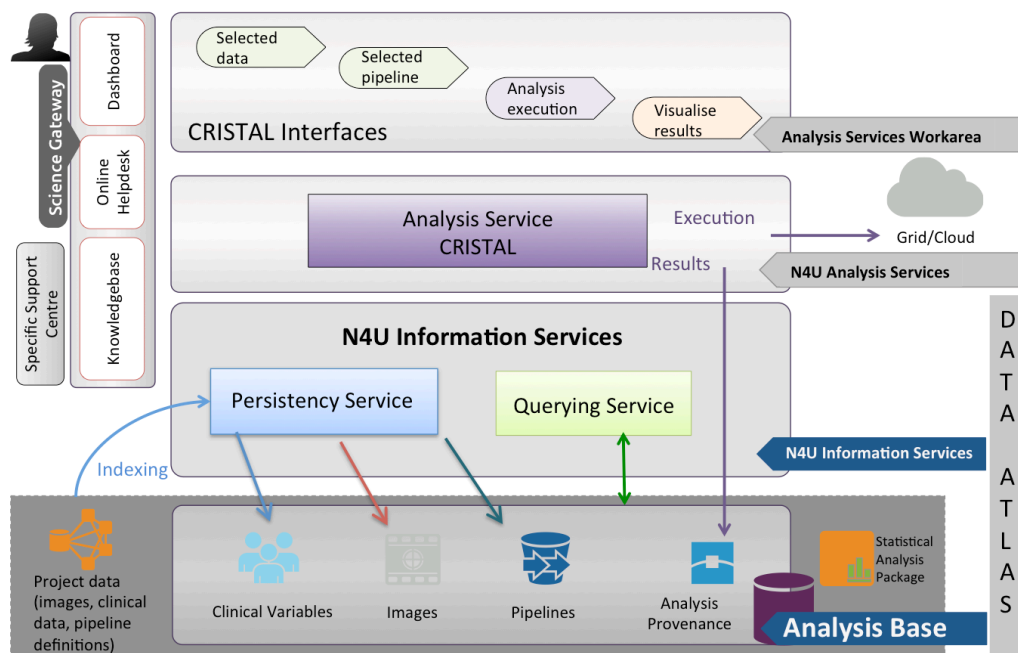 Science Gateway
Dashboard
Online
Helpdesk
Knowledgebase
Specific Support
Centre
Selected
data
Selected
pipeline
Analysis
execution
Visualise
results
CRISTAL Interfaces
Analysis Services Workarea
Analysis Service
CRISTAL
Execution
Results
Grid/Cloud
N4U Analysis Services
N4U Information Services
Persistency Service
Querying Service
Indexing
N4U Information Services
DATA ATLAS
Project data
(images, clinical
data, pipeline
definitions)
Clinical Variables
Images
Pipelines
Analysis
Provenance
Statistical
Analysis
Package
Analysis Base